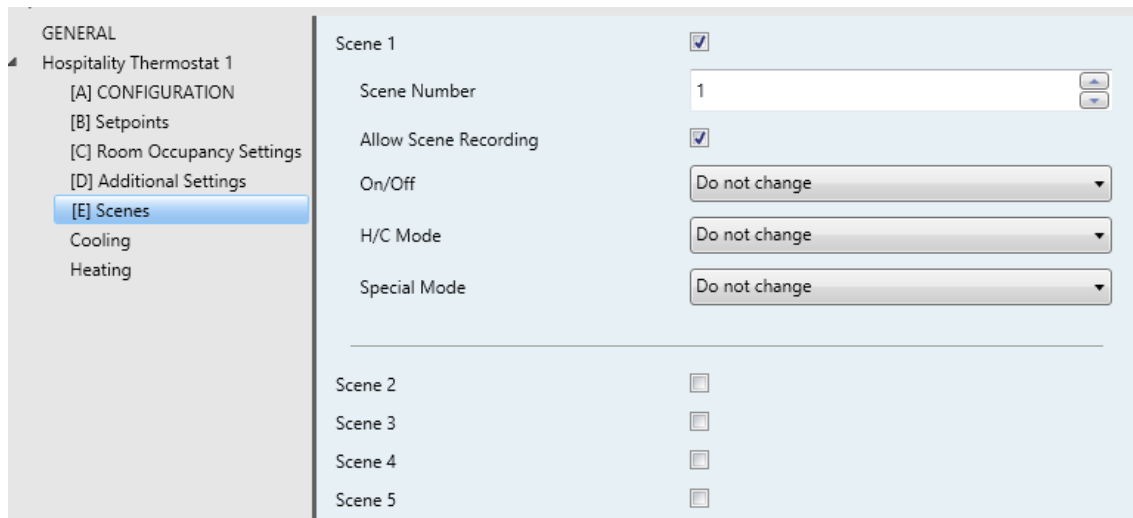 GENERAL
Hospitality Thermostat 1
[A] CONFIGURATION
[B] Setpoints
[C] Room Occupancy Settings
[D] Additional Settings
[E] Scenes
Cooling
Heating
Scene 1
Scene Number 1
Allow Scene Recording
On/Off Do not change
H/C Mode Do not change
Special Mode Do not change
Scene 2
Scene 3
Scene 4
Scene 5